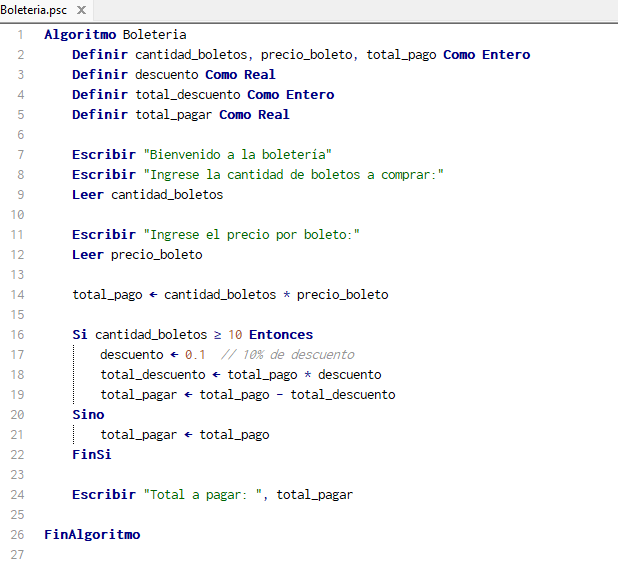 Boleteria.psc ×
1 Algoritmo Boleteria
2 Definir cantidad_boletos, precio_boleto, total_pago Como Entero
3 Definir descuento Como Real
4 Definir total_descuento Como Entero
5 Definir total_pagar Como Real
6
7 Escribir "Bienvenido a la boletería"
8 Escribir "Ingrese la cantidad de boletos a comprar:"
9 Leer cantidad_boletos
10
11 Escribir "Ingrese el precio por boleto:"
12 Leer precio_boleto
13
14 total_pago ← cantidad_boletos * precio_boleto
15
16 Si cantidad_boletos ≥ 10 Entonces
17 descuento ← 0.1 // 10% de descuento
18 total_descuento ← total_pago * descuento
19 total_pagar ← total_pago - total_descuento
20 Sino
21 total_pagar ← total_pago
22 FinSi
23
24 Escribir "Total a pagar: ", total_pagar
25
26 FinAlgoritmo
27